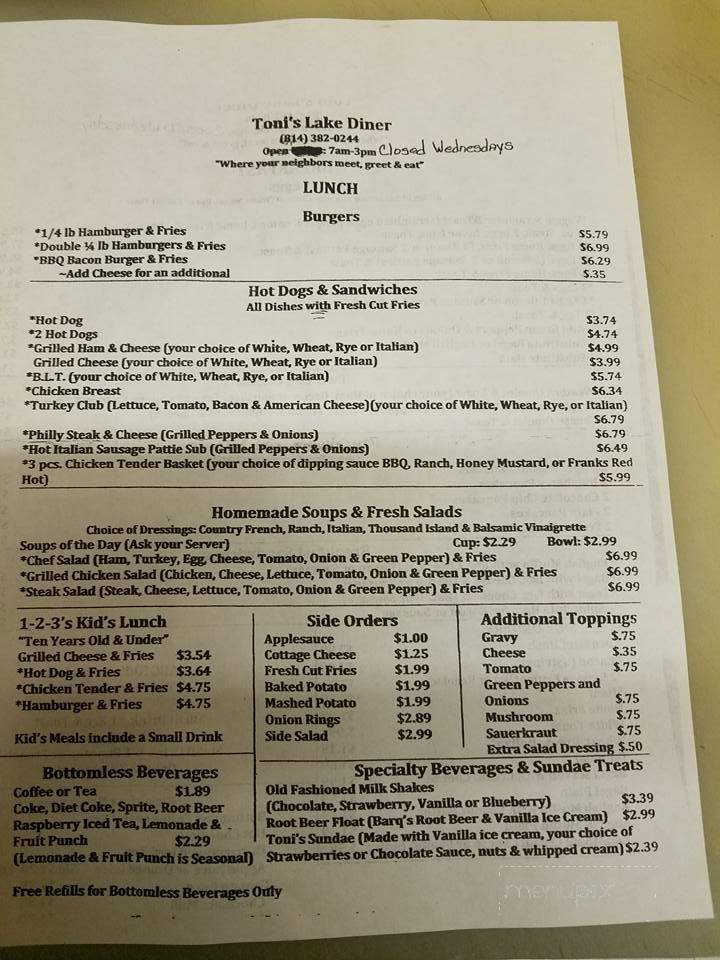 Toni's Lake Diner
(814) 382-0244
Open : 7am-3pm Closed Wednesdays
"Where your neighbors meet, greet & eat"
LUNCH
Burgers
*1/4 lb Hamburger & Fries $5.79
*Double ¼ lb Hamburgers & Fries $6.99
*BBQ Bacon Burger & Fries $6.29
~Add Cheese for an additional $.35
Hot Dogs & Sandwiches
All Dishes with Fresh Cut Fries
*Hot Dog $3.74
*2 Hot Dogs $4.74
*Grilled Ham & Cheese (your choice of White, Wheat, Rye or Italian) $4.99
Grilled Cheese (your choice of White, Wheat, Rye or Italian) $3.99
*B.L.T. (your choice of White, Wheat, Rye, or Italian) $5.74
*Chicken Breast $6.34
*Turkey Club (Lettuce, Tomato, Bacon & American Cheese)(your choice of White, Wheat, Rye, or Italian)
$6.79
*Philly Steak & Cheese (Grilled Peppers & Onions) $6.79
*Hot Italian Sausage Pattie Sub (Grilled Peppers & Onions) $6.49
*3 pcs. Chicken Tender Basket (your choice of dipping sauce BBQ, Ranch, Honey Mustard, or Franks Red
Hot) $5.99
Homemade Soups & Fresh Salads
Choice of Dressings: Country French, Ranch, Italian, Thousand Island & Balsamic Vinaigrette
Soups of the Day (Ask your Server) Cup: $2.29 Bowl: $2.99
*Chef Salad (Ham, Turkey, Egg, Cheese, Tomato, Onion & Green Pepper) & Fries $6.99
*Grilled Chicken Salad (Chicken, Cheese, Lettuce, Tomato, Onion & Green Pepper) & Fries $6.99
*Steak Salad (Steak, Cheese, Lettuce, Tomato, Onion & Green Pepper) & Fries $6.99
1-2-3's Kid's Lunch
"Ten Years Old & Under"
Grilled Cheese & Fries $3.54
*Hot Dog & Fries $3.64
*Chicken Tender & Fries $4.75
*Hamburger & Fries $4.75
Kid's Meals include a Small Drink
Side Orders
Applesauce $1.00
Cottage Cheese $1.25
Fresh Cut Fries $1.99
Baked Potato $1.99
Mashed Potato $1.99
Onion Rings $2.89
Side Salad $2.99
Additional Toppings
Gravy $.75
Cheese $.35
Tomato $.75
Green Peppers and
Onions $.75
Mushroom $.75
Sauerkraut $.75
Extra Salad Dressing $.50
Bottomless Beverages
Coffee or Tea $1.89
Coke, Diet Coke, Sprite, Root Beer
Raspberry Iced Tea, Lemonade &
Fruit Punch $2.29
(Lemonade & Fruit Punch is Seasonal)
Free Refills for Bottomless Beverages Only
Specialty Beverages & Sundae Treats
Old Fashioned Milk Shakes
(Chocolate, Strawberry, Vanilla or Blueberry) $3.39
Root Beer Float (Barq's Root Beer & Vanilla Ice Cream) $2.99
Toni's Sundae (Made with Vanilla ice cream, your choice of
Strawberries or Chocolate Sauce, nuts & whipped cream) $2.39
menupix